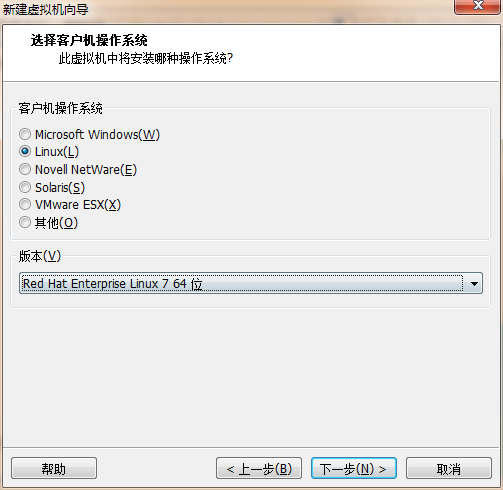 新建虚拟机向导
选择客户机操作系统
此虚拟机中将安装哪种操作系统?
客户机操作系统
Microsoft Windows(W)
Linux(L)
Novell NetWare(E)
Solaris(S)
VMware ESX(X)
其他(O)
版本(V)
Red Hat Enterprise Linux 7 64 位
帮助
< 上一步(B)
下一步(N) >
取消